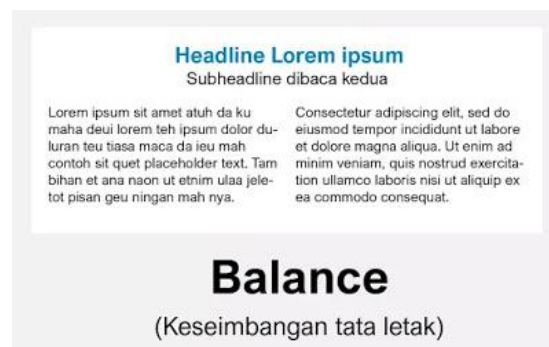 Headline Lorem ipsum
Subheadline dibaca kedua
Lorem ipsum sit amet atuh da ku
maha deui lorem teh ipsum dolor du-
luran teu tiasa maca da ieu mah
contoh sit quet placeholder text. Tam
bihan et ana naon ut etnim ulaa jele-
tot pisan geu ningan mah nya.
Consectetur adipiscing elit, sed do
eiusmod tempor incididunt ut labore
et dolore magna aliqua. Ut enim ad
minim veniam, quis nostrud exercita-
tion ullamco laboris nisi ut aliquip ex
ea commodo consequat.
Balance
(Keseimbangan tata letak)